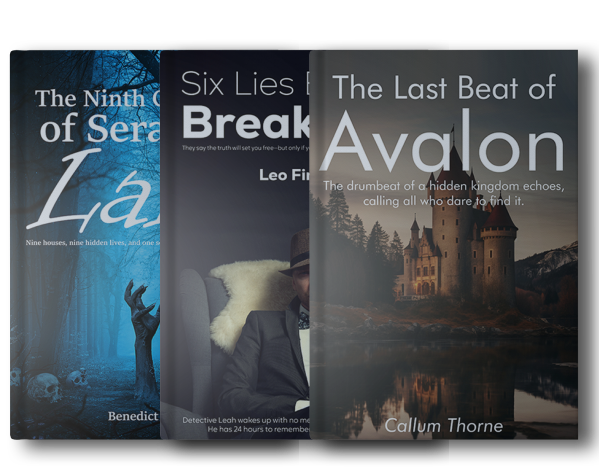 The Ninth
of Sera
La
Nine houses, nine hidden lives, and one
Benedict
Six Lies
Break
They say the truth will set you free—but only if
Leo Fi
Detective Leah wakes up with no
He has 24 hours to remember
The Last Beat of
Avalon
The drumbeat of a hidden kingdom echoes,
calling all who dare to find it.
Callum Thorne